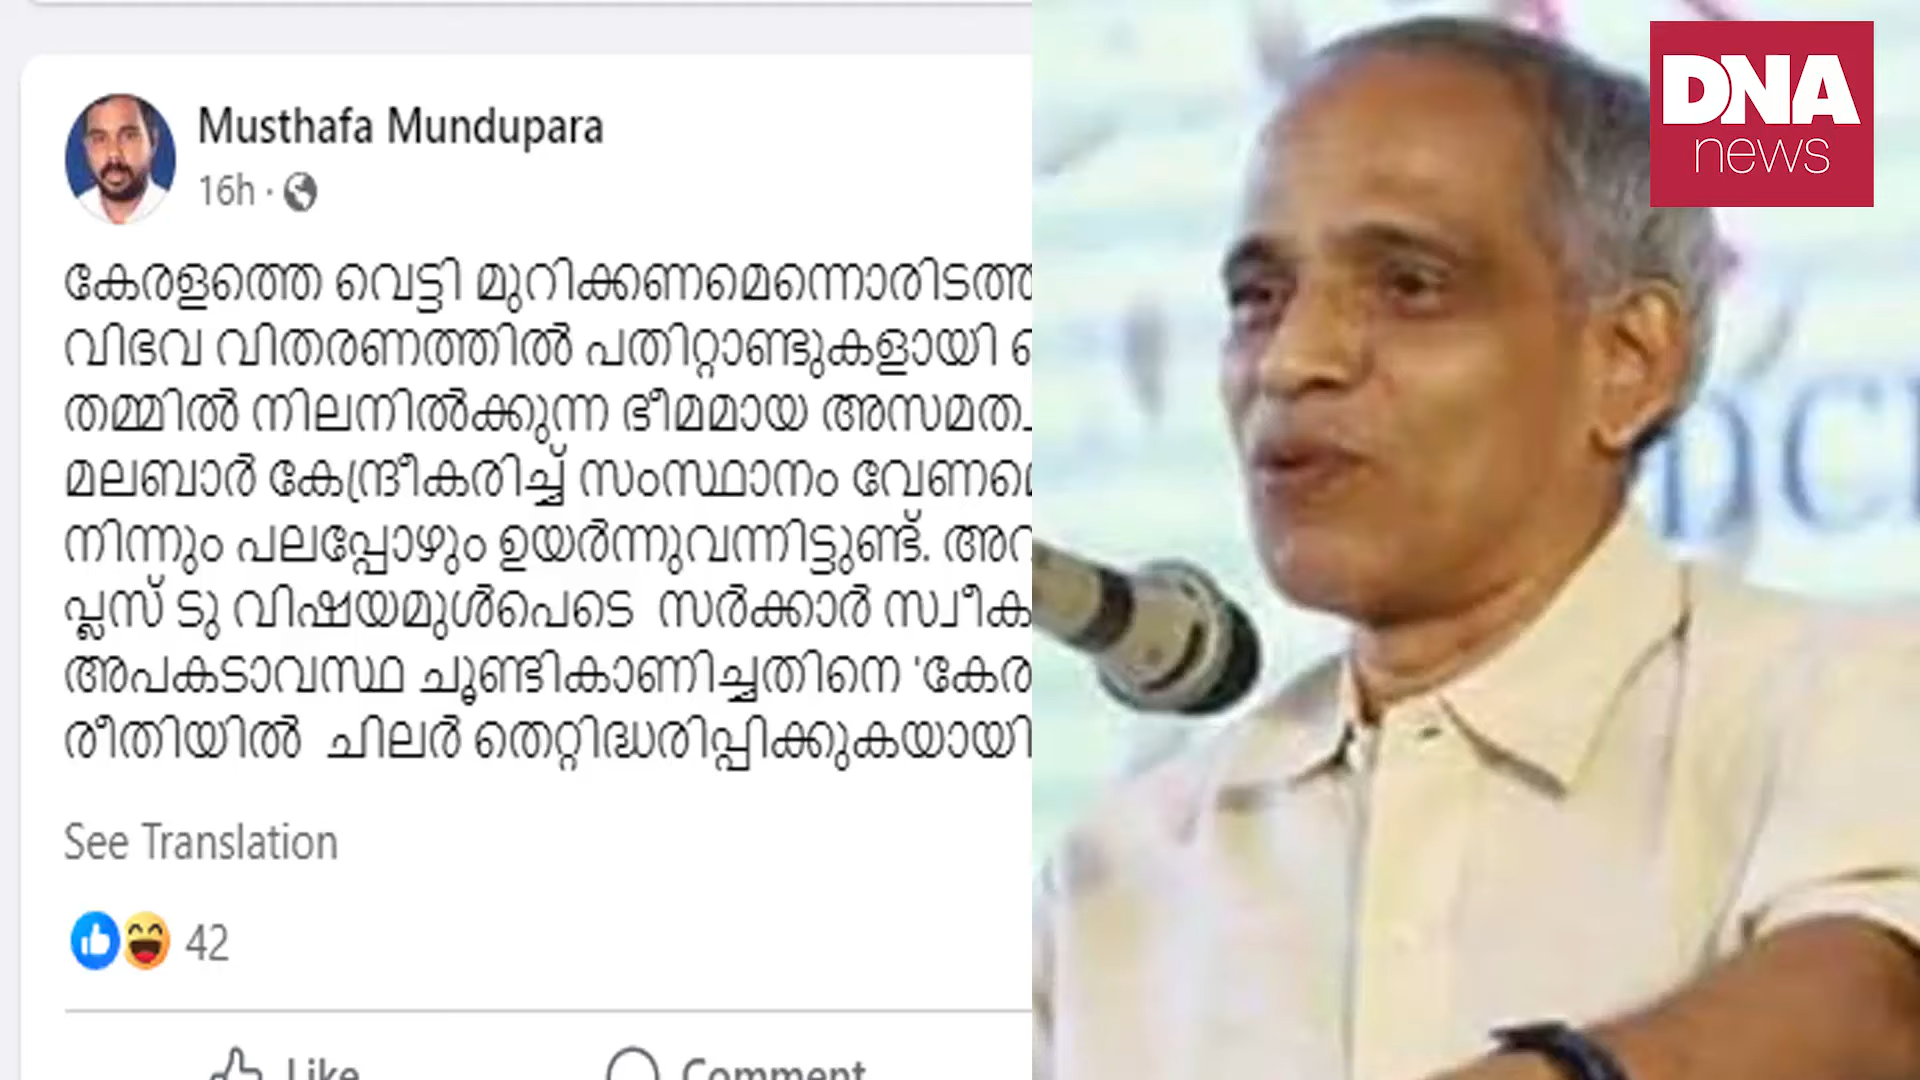 Musthafa Mundupara
16h ·
കേരളത്തെ വെട്ടി മുറിക്കണമെന്നൊരിടത്ത
വിഭവ വിതരണത്തിൽ പതിറ്റാണ്ടുകളായി
തമ്മിൽ നിലനിൽക്കുന്ന ഭീമമായ അസമത്വ
മലബാർ കേന്ദ്രീകരിച്ച് സംസ്ഥാനം വേണമെ
നിന്നും പലപ്പോഴും ഉയർന്നുവന്നിട്ടുണ്ട്.
പ്ലസ് ടു വിഷയമുൾപെടെ സർക്കാർ സ്വീക
അപകടാവസ്ഥ ചൂണ്ടികാണിച്ചതിനെ 'കേര
രീതിയിൽ ചിലർ തെറ്റിദ്ധരിപ്പിക്കുകയായി
See Translation
42
Like
Comment
DNA
news
DC